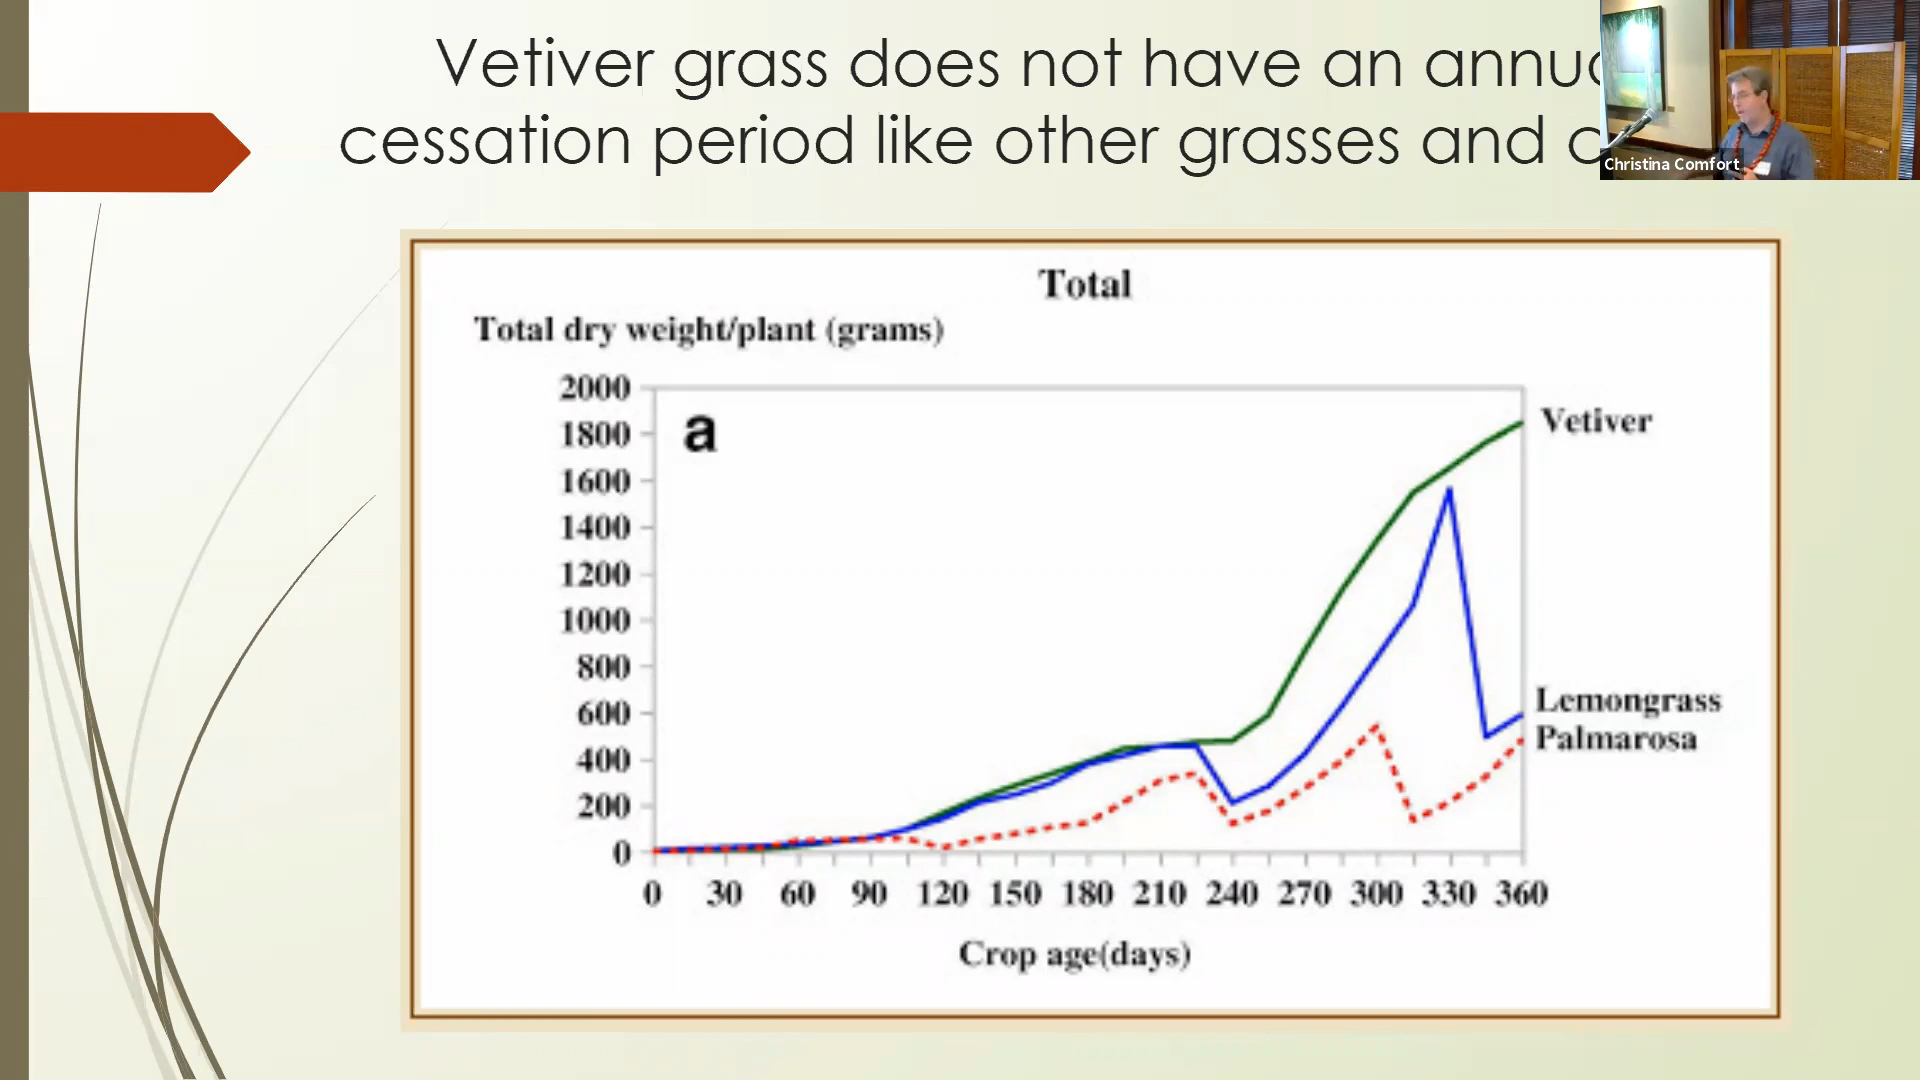 Vetiver grass does not have an
cessation period like other grasses and
Christina Comfort
Total
Total dry weight/plant (grams)
2000
1800
1600
1400
1200
1000
800
600
400
200
0
a
Vetiver
Lemongrass
Palmarosa
0 30 60 90 120 150 180 210 240 270 300 330 360
Crop age(days)